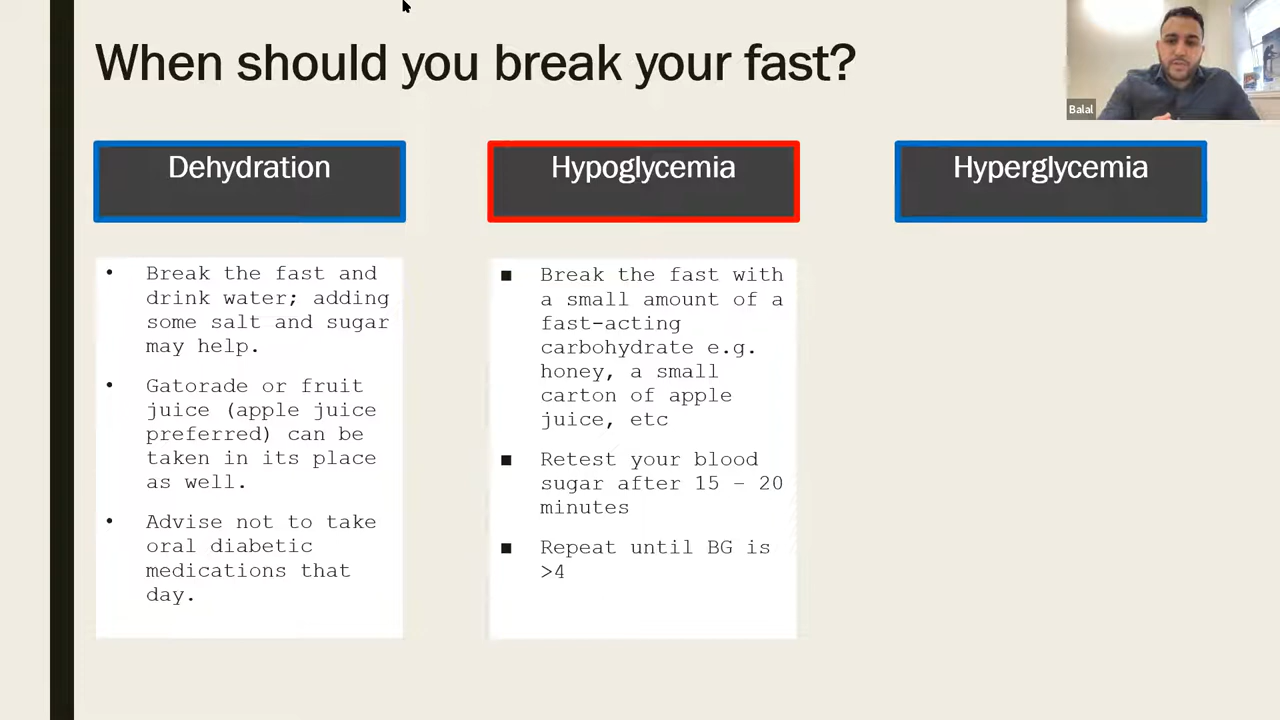 When should you break your fast?
Balal
Dehydration
Hypoglycemia
Hyperglycemia
• Break the fast and
drink water; adding
some salt and sugar
may help.
• Gatorade or fruit
juice (apple juice
preferred) can be
taken in its place
as well.
• Advise not to take
oral diabetic
medications that
day.
■ Break the fast with
a small amount of a
fast-acting
carbohydrate e.g.
honey, a small
carton of apple
juice, etc
■ Retest your blood
sugar after 15 – 20
minutes
■ Repeat until BG is
>4